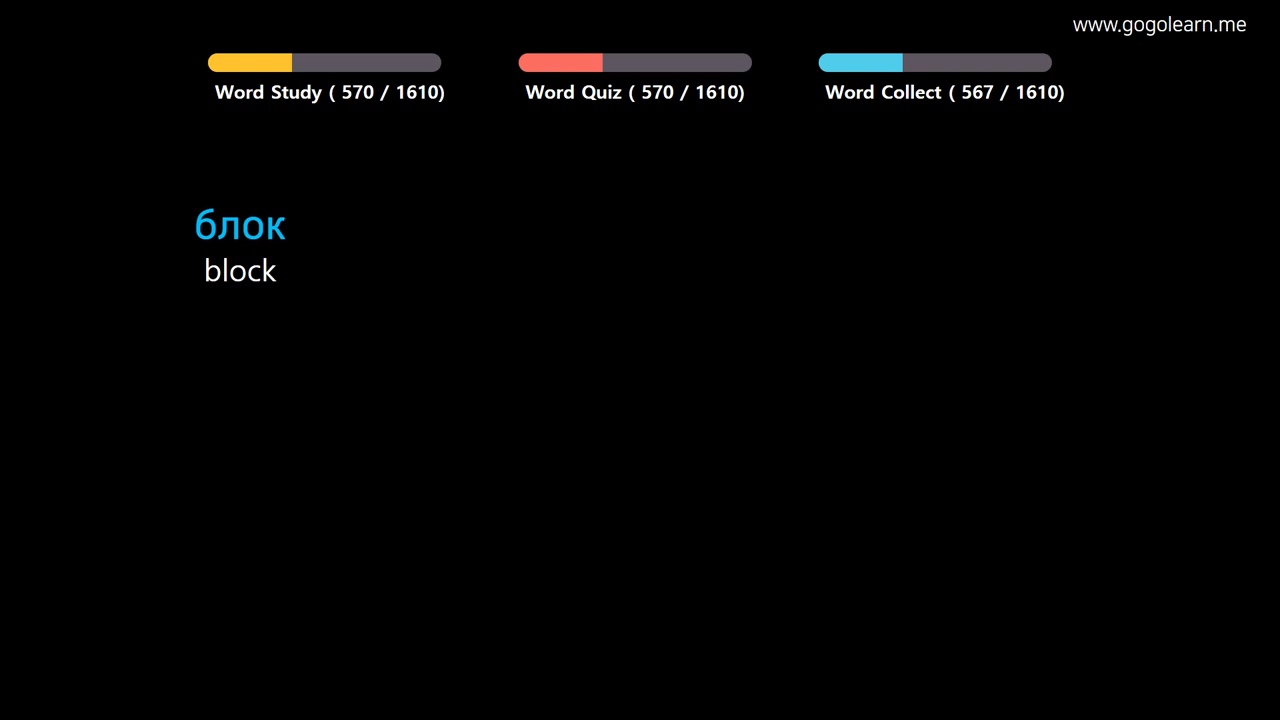 www.gogolearn.me
Word Study ( 570 / 1610)
Word Quiz ( 570 / 1610)
Word Collect ( 567 / 1610)
блок
block